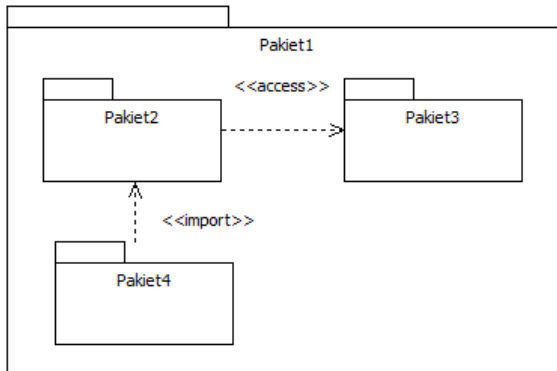 Pakiet1
<<access>>
Pakiet2
Pakiet3
<<import>>
Pakiet4